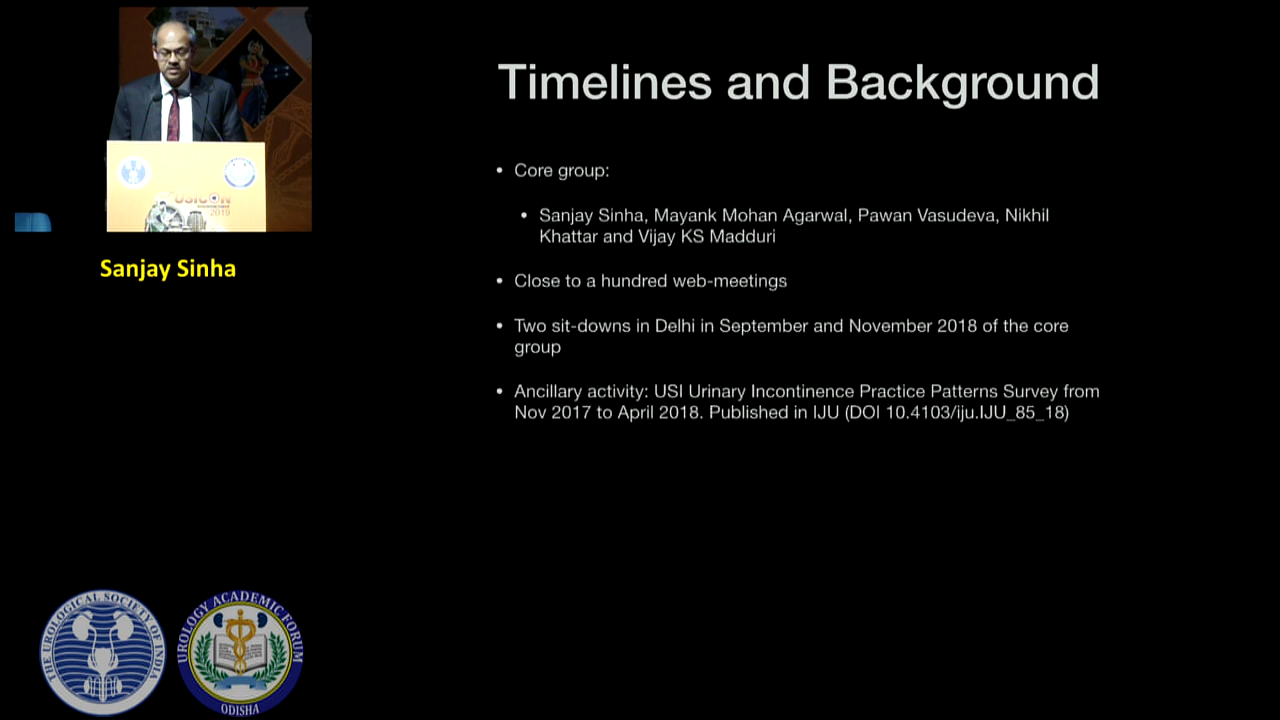 Timelines and Background
• Core group:
• Sanjay Sinha, Mayank Mohan Agarwal, Pawan Vasudeva, Nikhil
Khattar and Vijay KS Madduri
• Close to a hundred web-meetings
• Two sit-downs in Delhi in September and November 2018 of the core
group
• Ancillary activity: USI Urinary Incontinence Practice Patterns Survey from
Nov 2017 to April 2018. Published in IJU (DOI 10.4103/iju.IJU_85_18)
USICON
2019
Sanjay Sinha
THE UROLOGICAL SOCIETY OF INDIA
UROLOGY ACADEMIC FORUM
ODISHA